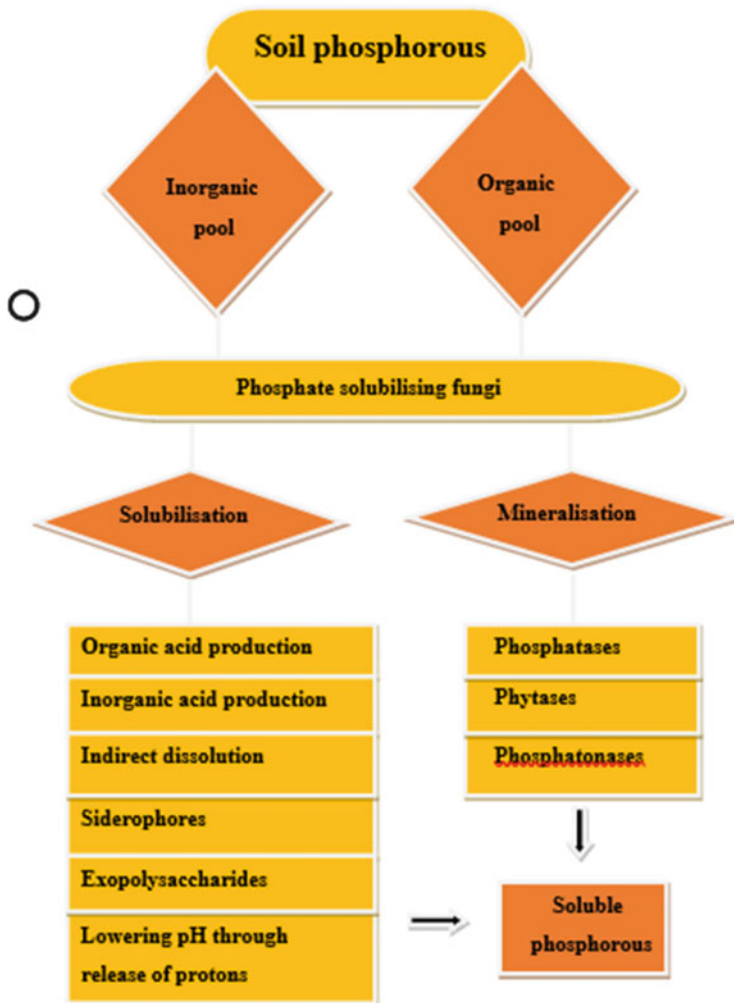 Soil phosphorous
Inorganic
pool
Organic
pool
Phosphate solubilising fungi
Solubilisation
Mineralisation
Organic acid production
Inorganic acid production
Indirect dissolution
Siderophores
Exopolysaccharides
Lowering pH through
release of protons
Phosphatases
Phytases
Phosphatonases
Soluble
phosphorous